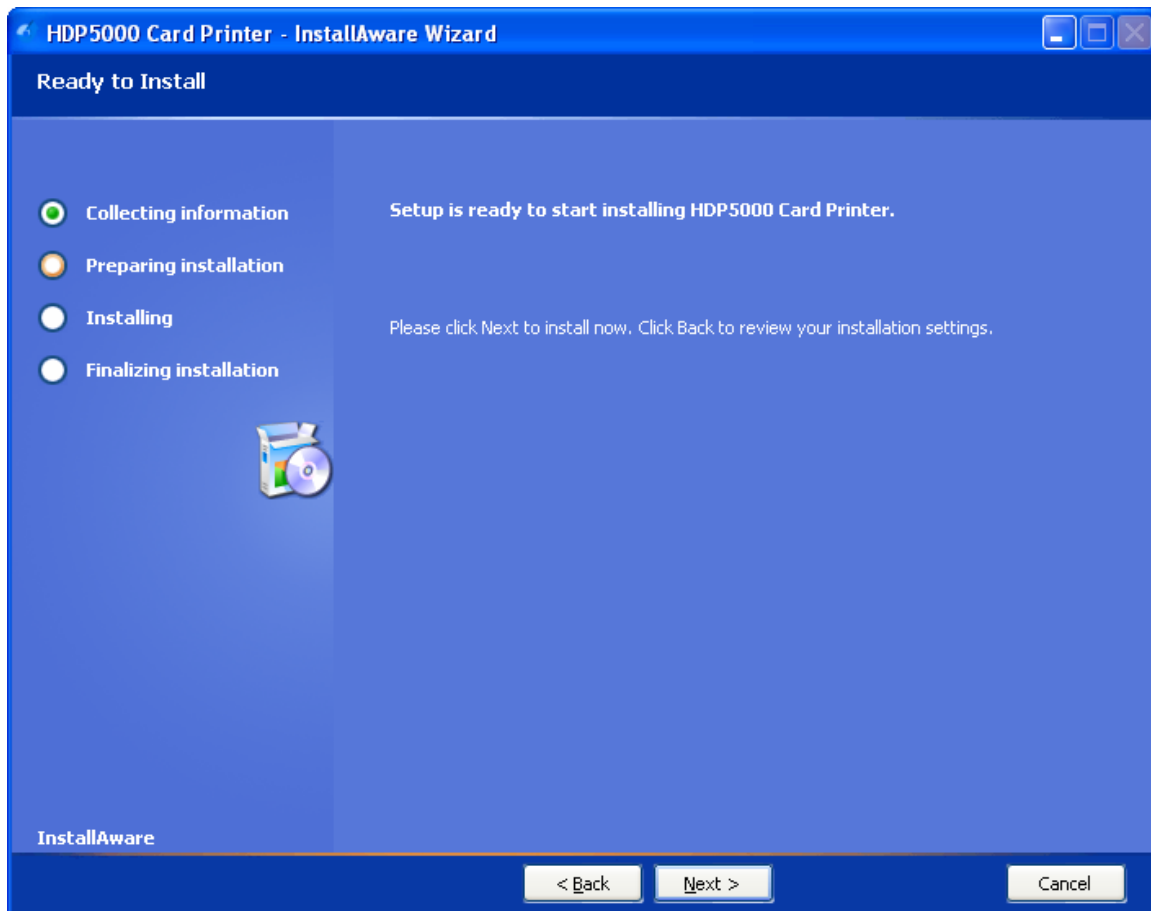 HDP5000 Card Printer - InstallAware Wizard
Ready to Install
Collecting information
Preparing installation
Installing
Finalizing installation
Setup is ready to start installing HDP5000 Card Printer.
Please click Next to install now. Click Back to review your installation settings.
InstallAware
< Back
Next >
Cancel